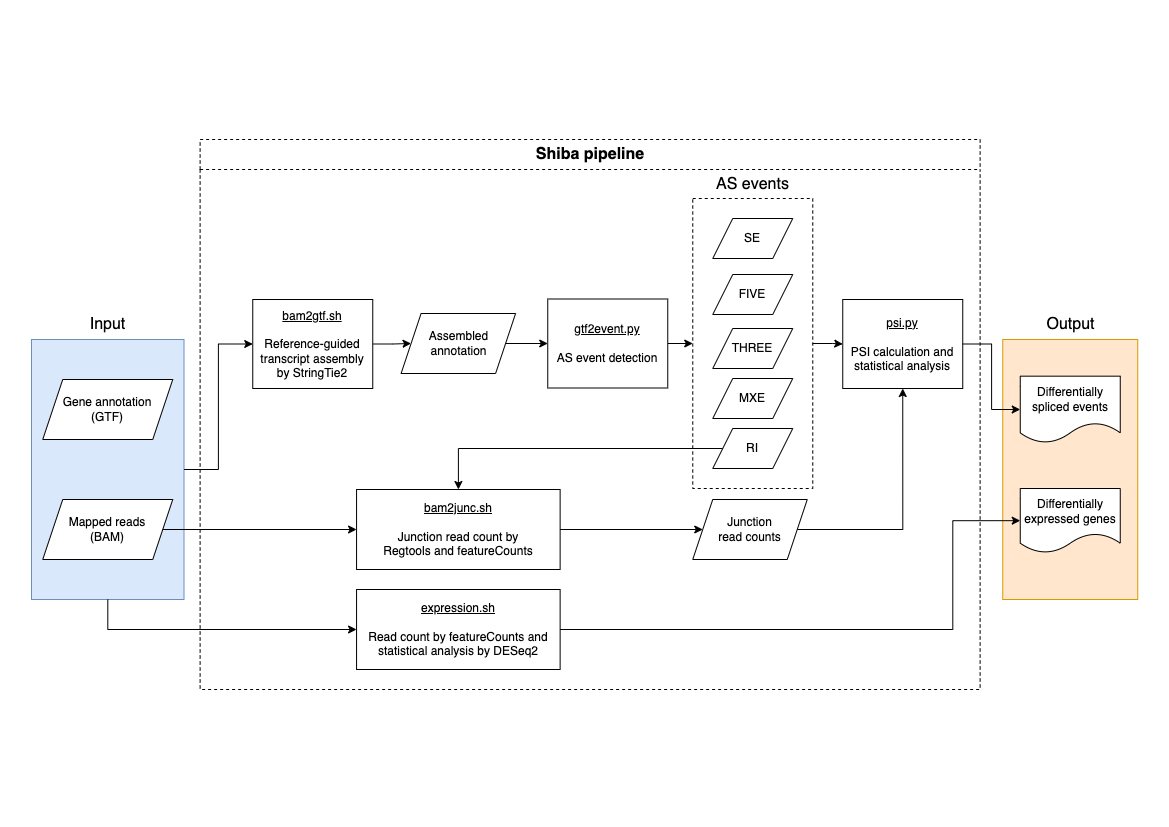 Shiba pipeline
AS events
SE
FIVE
THREE
MXE
RI
Input
Gene annotation
(GTF)
Mapped reads
(BAM)
bam2gtf.sh
Reference-guided
transcript assembly
by StringTie2
Assembled
annotation
gtf2event.py
AS event detection
psi.py
PSI calculation and
statistical analysis
bam2junc.sh
Junction read count by
Regtools and featureCounts
Junction
read counts
expression.sh
Read count by featureCounts and
statistical analysis by DESeq2
Output
Differentially
spliced events
Differentially
expressed genes